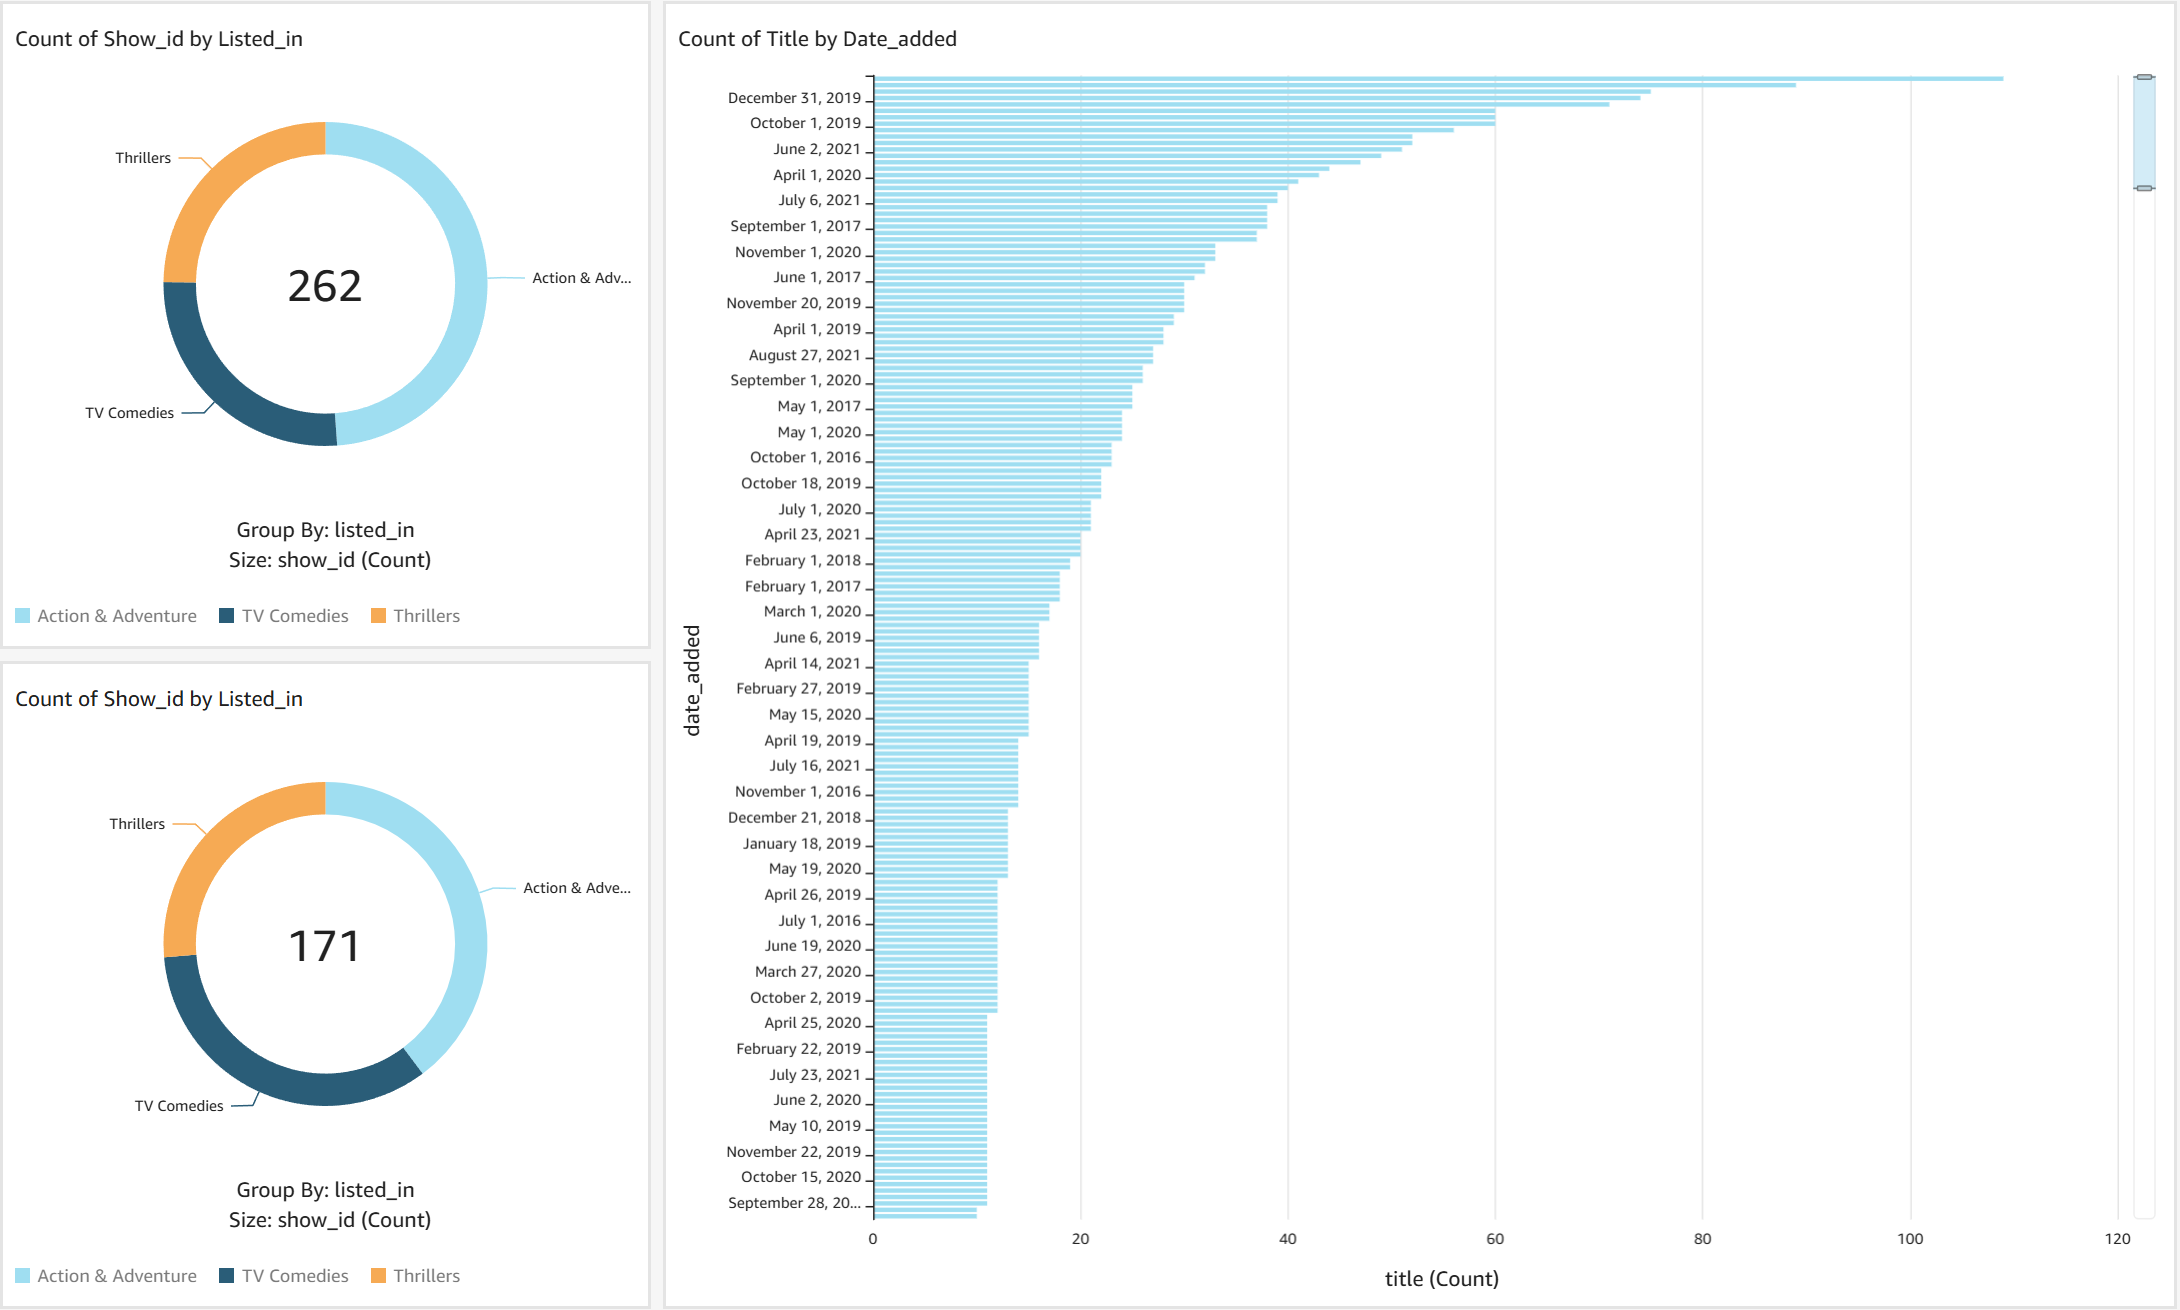 Count of Show_id by Listed_in
Thrillers
262
Action & Adv...
TV Comedies
Group By: listed_in
Size: show_id (Count)
Action & Adventure TV Comedies Thrillers
Count of Show_id by Listed_in
Thrillers
Action & Adve...
171
TV Comedies
Group By: listed_in
Size: show_id (Count)
Action & Adventure TV Comedies Thrillers
Count of Title by Date_added
date_added
December 31, 2019
October 1, 2019
June 2, 2021
April 1, 2020
July 6, 2021
September 1, 2017
November 1, 2020
June 1, 2017
November 20, 2019
April 1, 2019
August 27, 2021
September 1, 2020
May 1, 2017
May 1, 2020
October 1, 2016
October 18, 2019
July 1, 2020
April 23, 2021
February 1, 2018
February 1, 2017
March 1, 2020
June 6, 2019
April 14, 2021
February 27, 2019
May 15, 2020
April 19, 2019
July 16, 2021
November 1, 2016
December 21, 2018
January 18, 2019
May 19, 2020
April 26, 2019
July 1, 2016
June 19, 2020
March 27, 2020
October 2, 2019
April 25, 2020
February 22, 2019
July 23, 2021
June 2, 2020
May 10, 2019
November 22, 2019
October 15, 2020
September 28, 20...
0 20 40 60 80 100 120
title (Count)